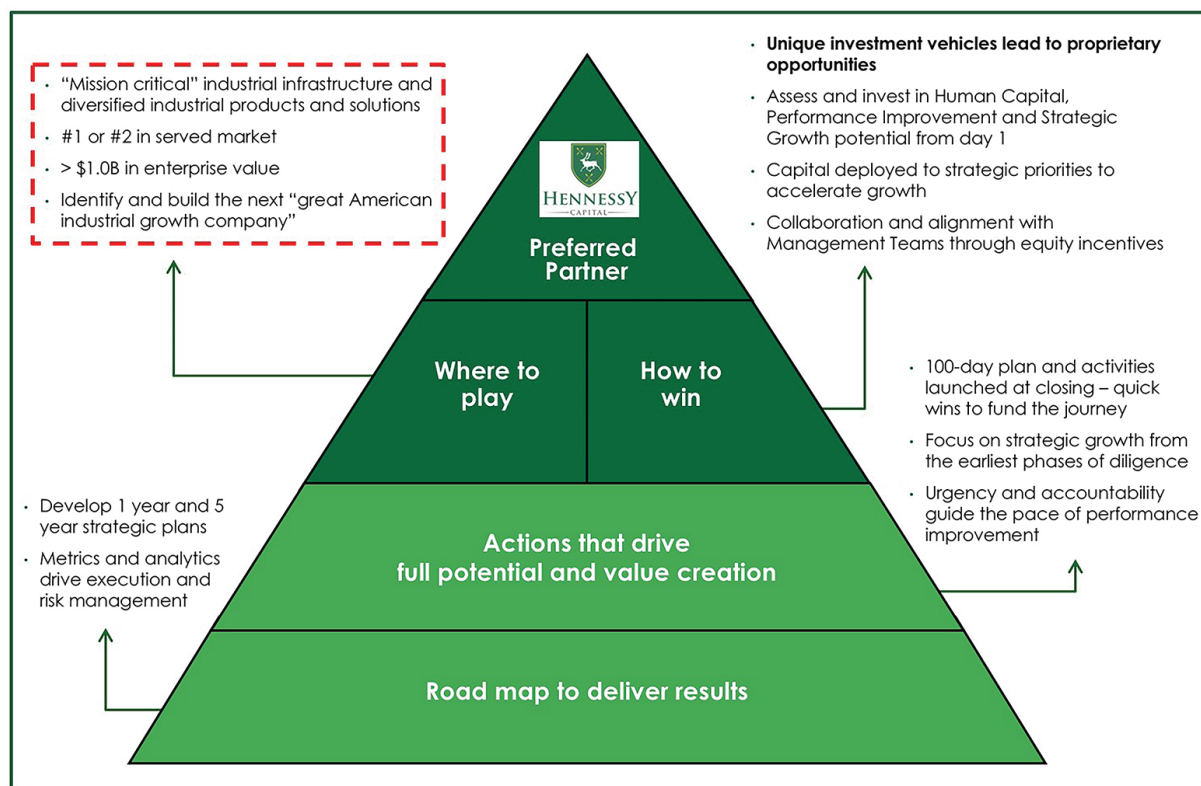 • “Mission critical” industrial infrastructure and
diversified industrial products and solutions
• #1 or #2 in served market
• > $1.0B in enterprise value
• Identify and build the next “great American
industrial growth company”
• Unique investment vehicles lead to proprietary
opportunities
• Assess and invest in Human Capital,
Performance Improvement and Strategic
Growth potential from day 1
• Capital deployed to strategic priorities to
accelerate growth
• Collaboration and alignment with
Management Teams through equity incentives
HENNESSY
CAPITAL
Preferred
Partner
Where to
play
How to
win
• 100-day plan and activities
launched at closing – quick
wins to fund the journey
• Focus on strategic growth from
the earliest phases of diligence
• Urgency and accountability
guide the pace of performance
improvement
• Develop 1 year and 5
year strategic plans
• Metrics and analytics
drive execution and
risk management
Actions that drive
full potential and value creation
Road map to deliver results